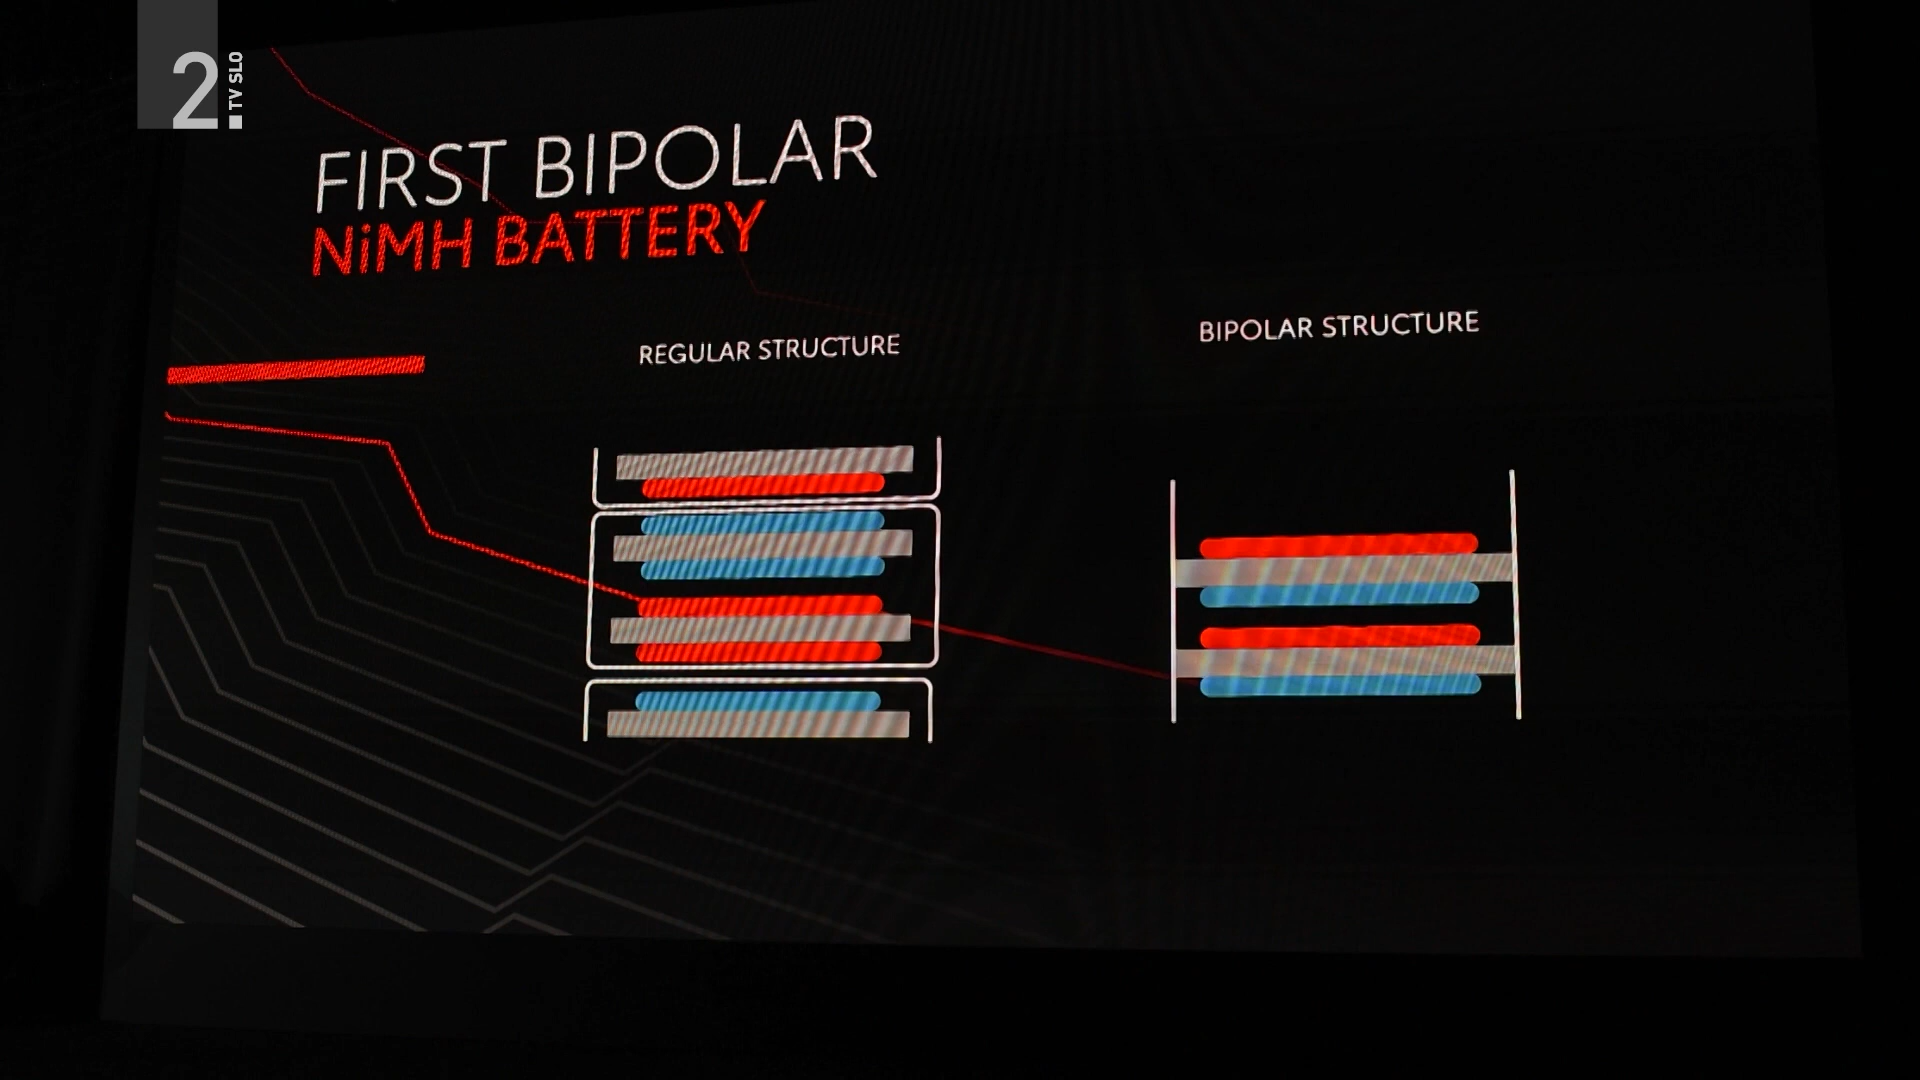 2.
TV SLO
FIRST BIPOLAR
NiMH BATTERY
REGULAR STRUCTURE
BIPOLAR STRUCTURE